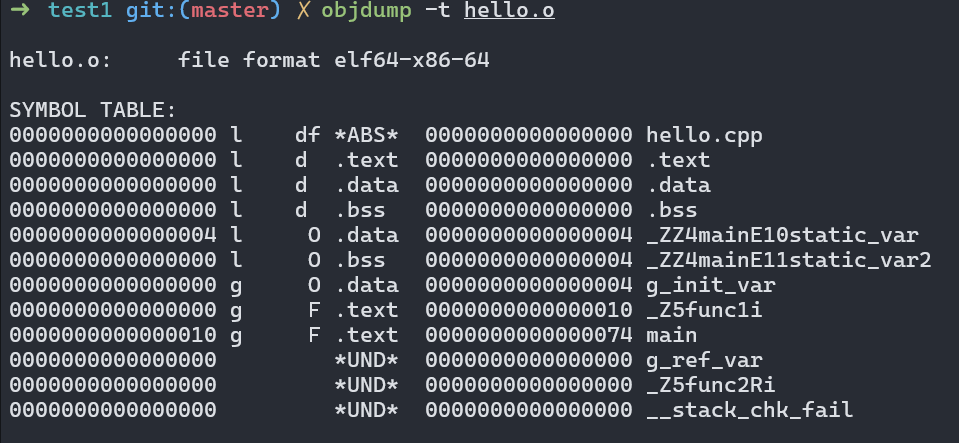 ➜ test1 git:(master) ✗ objdump -t hello.o
hello.o:     file format elf64-x86-64
SYMBOL TABLE:
0000000000000000 l    df *ABS*  0000000000000000 hello.cpp
0000000000000000 l    d  .text  0000000000000000 .text
0000000000000000 l    d  .data  0000000000000000 .data
0000000000000000 l    d  .bss   0000000000000000 .bss
0000000000000004 l     O .data  0000000000000004 _ZZ4mainE10static_var
0000000000000000 l     O .bss   0000000000000004 _ZZ4mainE11static_var2
0000000000000000 g     O .data  0000000000000004 g_init_var
0000000000000000 g     F .text  0000000000000010 _Z5func1i
0000000000000010 g     F .text  0000000000000074 main
0000000000000000         *UND*  0000000000000000 g_ref_var
0000000000000000         *UND*  0000000000000000 _Z5func2Ri
0000000000000000         *UND*  0000000000000000 __stack_chk_fail